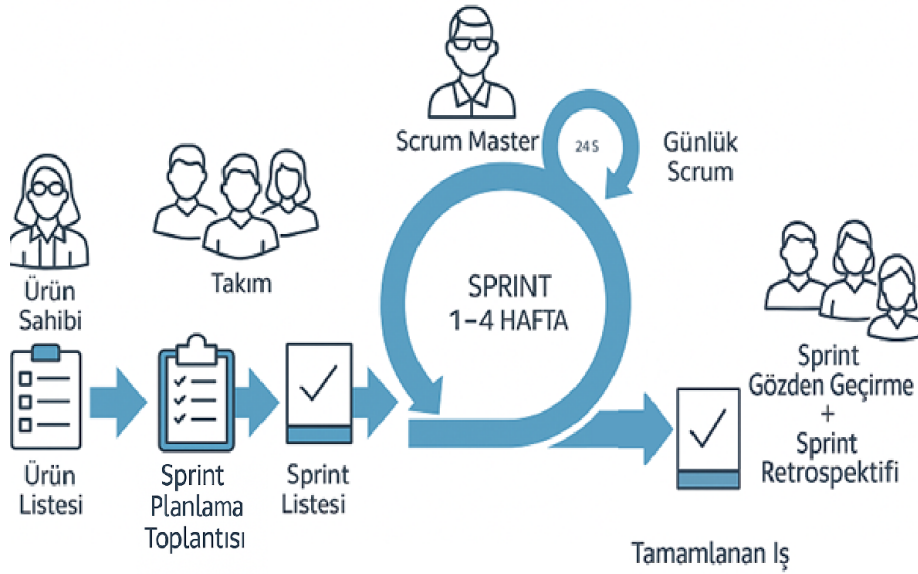 Scrum Master
24 S
Günlük
Scrum
Ürün
Sahibi
Takım
SPRINT
1–4 HAFTA
Ürün
Listesi
Sprint
Planlama
Toplantısı
Sprint
Listesi
Sprint
Gözden Geçirme
+
Sprint
Retrospektifi
Tamamlanan İş